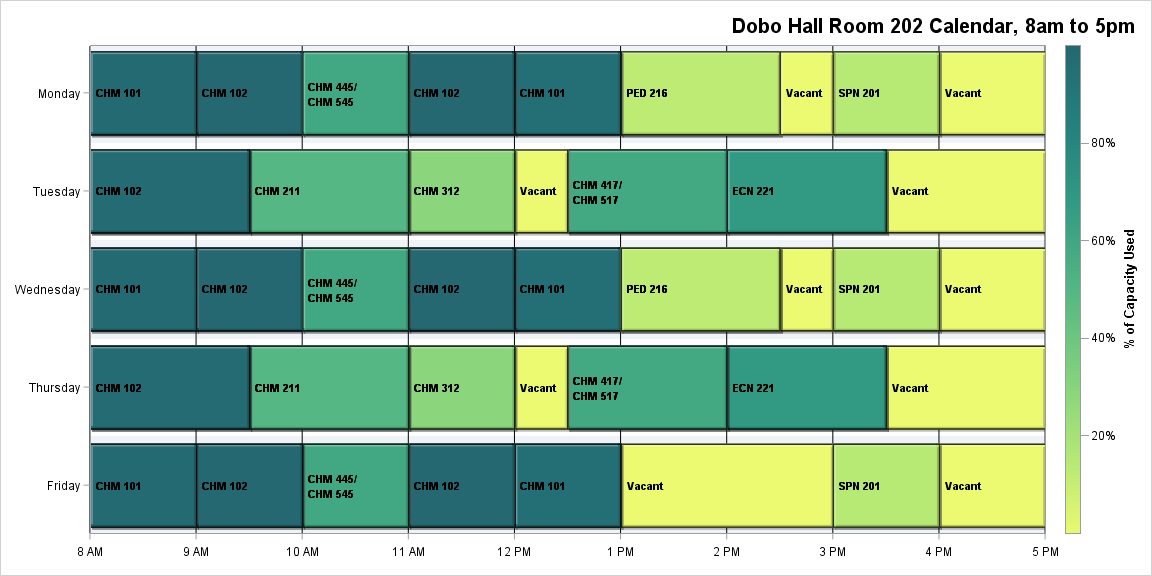 Dobo Hall Room 202 Calendar, 8am to 5pm
Monday
CHM 101
CHM 102
CHM 445/
CHM 545
CHM 102
CHM 101
PED 216
Vacant
SPN 201
Vacant
Tuesday
CHM 102
CHM 211
CHM 312
Vacant
CHM 417/
CHM 517
ECN 221
Vacant
Wednesday
CHM 101
CHM 102
CHM 445/
CHM 545
CHM 102
CHM 101
PED 216
Vacant
SPN 201
Vacant
Thursday
CHM 102
CHM 211
CHM 312
Vacant
CHM 417/
CHM 517
ECN 221
Vacant
Friday
CHM 101
CHM 102
CHM 445/
CHM 545
CHM 102
CHM 101
Vacant
SPN 201
Vacant
8 AM
9 AM
10 AM
11 AM
12 PM
1 PM
2 PM
3 PM
4 PM
5 PM
80%
60%
40%
20%
% of Capacity Used